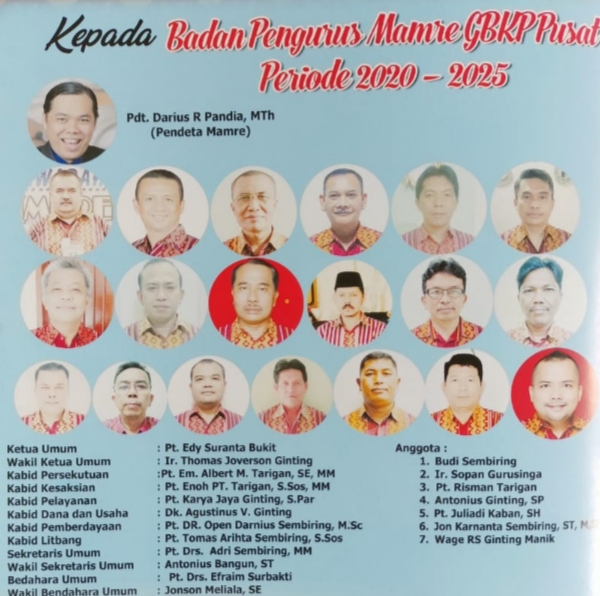 Kepada Badan Pengurus Mamre GBKP Pusat
Periode 2020 – 2025
Pdt. Darius R Pandia, MTh
(Pendeta Mamre)
Ketua Umum : Pt. Edy Suranta Bukit
Wakil Ketua Umum : Ir. Thomas Joverson Ginting
Kabid Persekutuan :Pt. Em. Albert M. Tarigan, SE, MM
Kabid Kesaksian : Pt. Enoh PT. Tarigan, S.Sos, MM
Kabid Pelayanan : Pt. Karya Jaya Ginting, S.Par
Kabid Dana dan Usaha : Dk. Agustinus V. Ginting
Kabid Pemberdayaan : Pt. DR. Open Darnius Sembiring, M.Sc
Kabid Litbang : Pt. Tomas Arihta Sembiring, S.Sos
Sekretaris Umum : Pt. Drs. Adri Sembiring, MM
Wakil Sekretaris Umum : Antonius Bangun, ST
Bedahara Umum : Pt. Drs. Efraim Surbakti
Wakil Bendahara Umum : Jonson Meliala, SE
Anggota :
1. Budi Sembiring
2. Ir. Sopan Gurusinga
3. Pt. Risman Tarigan
4. Antonius Ginting, SP
5. Pt. Juliadi Kaban, SH
6. Jon Karnanta Sembiring, ST,
7. Wage RS Ginting Manik